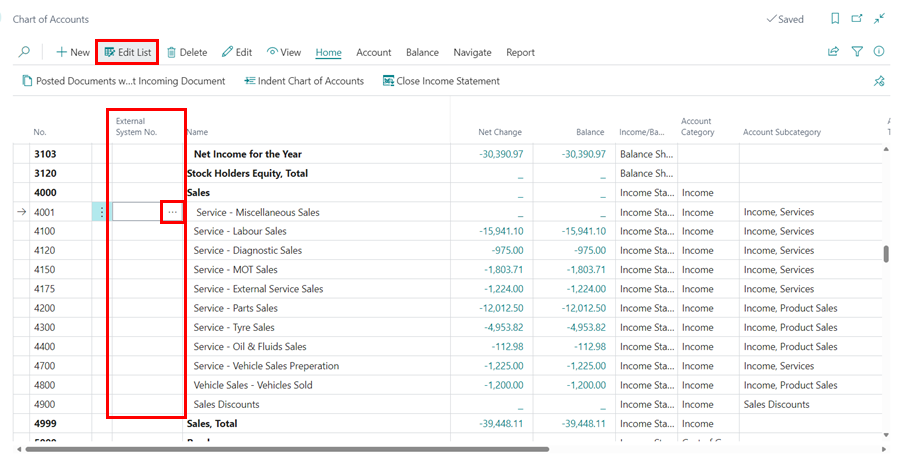 Chart of Accounts
Saved
New Edit List Delete Edit View Home Account Balance Navigate Report
Posted Documents w...t Incoming Document Indent Chart of Accounts Close Income Statement
No. External System No. Name Net Change Balance Income/Ba... Account Category Account Subcategory A T
3103 Net Income for the Year -30,390.97 -30,390.97 Balance Sh...
3120 Stock Holders Equity, Total _ _ Balance Sh...
4000 Sales _ _ Income Sta... Income
4001 ... Service - Miscellaneous Sales _ _ Income Sta... Income Income, Services
4100 Service - Labour Sales -15,941.10 -15,941.10 Income Sta... Income Income, Services
4120 Service - Diagnostic Sales -975.00 -975.00 Income Sta... Income Income, Services
4150 Service - MOT Sales -1,803.71 -1,803.71 Income Sta... Income Income, Services
4175 Service - External Service Sales -1,224.00 -1,224.00 Income Sta... Income Income, Services
4200 Service - Parts Sales -12,012.50 -12,012.50 Income Sta... Income Income, Product Sales
4300 Service - Tyre Sales -4,953.82 -4,953.82 Income Sta... Income Income, Product Sales
4400 Service - Oil & Fluids Sales -112.98 -112.98 Income Sta... Income Income, Product Sales
4700 Service - Vehicle Sales Preperation -1,225.00 -1,225.00 Income Sta... Income Income, Services
4800 Vehicle Sales - Vehicles Sold -1,200.00 -1,200.00 Income Sta... Income Income, Product Sales
4900 Sales Discounts _ _ Income Sta... Income Sales Discounts
4999 Sales, Total -39,448.11 -39,448.11 Income Sta... Income